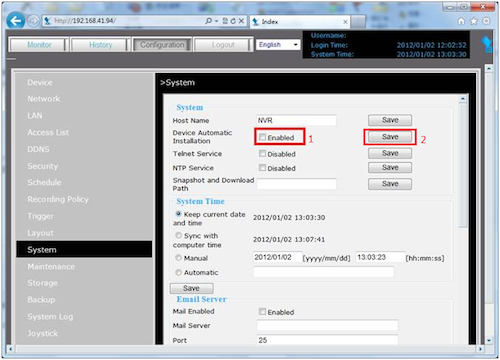 http://192.168.41.94/
Index
Monitor
History
Configuration
Logout
English
Username:
Login Time: 2012/01/02 12:02:52
System Time: 2012/01/02 13:03:30
Device
Network
LAN
Access List
DDNS
Security
Schedule
Recording Policy
Trigger
Layout
System
Maintenance
Storage
Backup
System Log
Joystick
>System
System
Host Name NVR Save
Device Automatic
Installation Enabled 1 Save 2
Telnet Service Disabled Save
NTP Service Disabled Save
Snapshot and Download
Path Save
System Time
Keep current date
and time 2012/01/02 13:03:30
Sync with
computer time 2012/01/02 13:07:41
Manual 2012/01/02 [yyyy/mm/dd] 13:03:23 [hh:mm:ss]
Automatic
Save
Email Server
Mail Enabled Enabled
Mail Server
Port 25